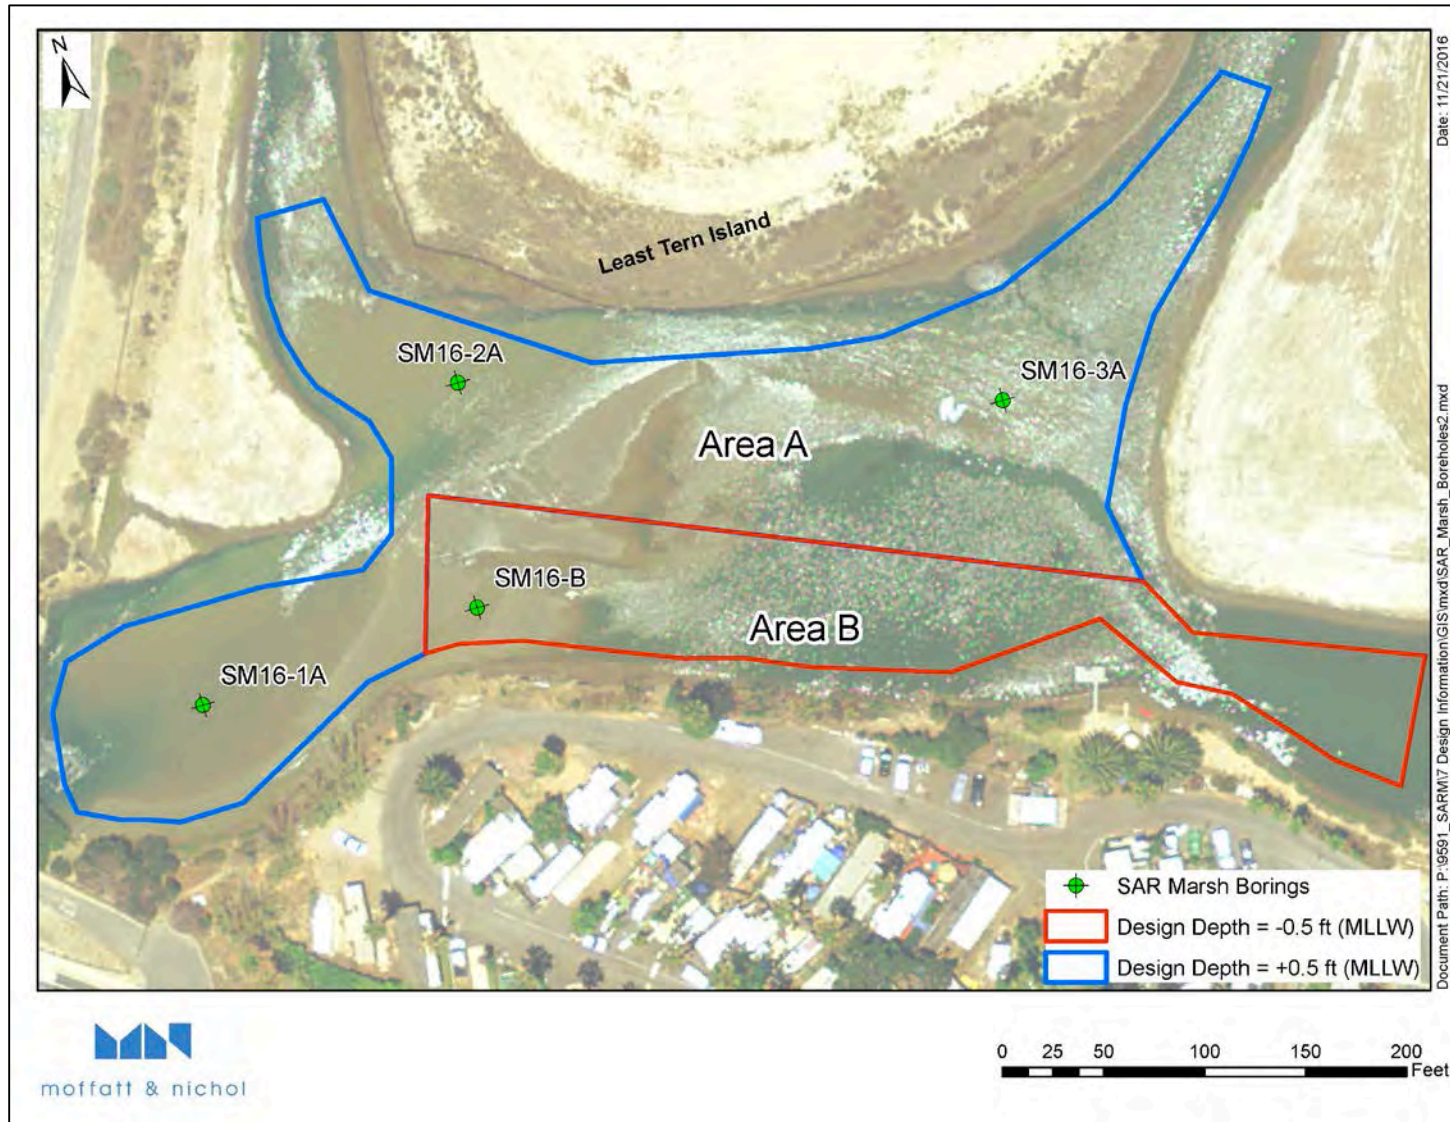 N
Date: 11/21/2016
Least Tern Island
SM16-2A
SM16-3A
Area A
SM16-B
Area B
SM16-1A
SAR Marsh Borings
Design Depth = -0.5 ft (MLLW)
Design Depth = +0.5 ft (MLLW)
Document Path: P:\9591_SARM\7 Design Information\GIS\mxd\SAR_Marsh_Boreholes2.mxd
moffatt & nichol
0 25 50 100 150 200
Feet